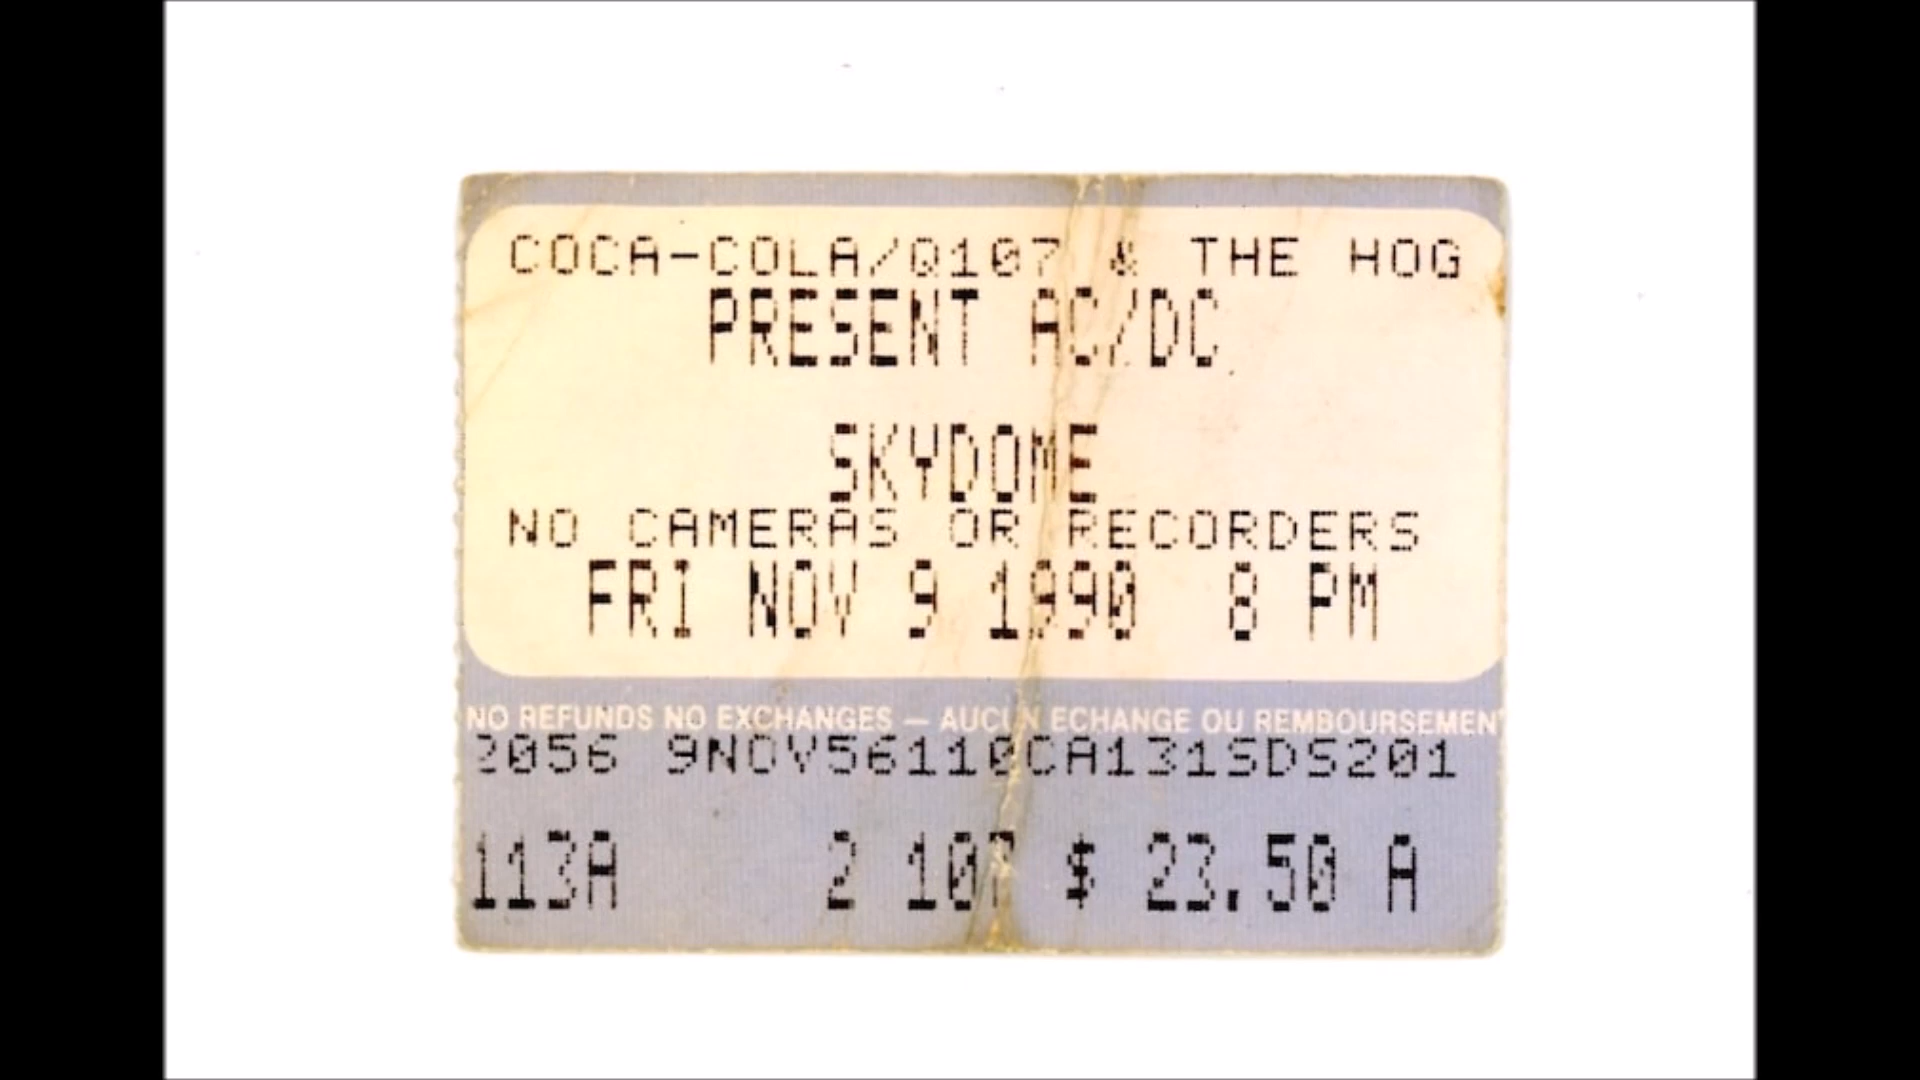 COCA-COLA/Q107 & THE HOG
PRESENT AC/DC
SKYDOME
NO CAMERAS OR RECORDERS
FRI NOV 9 1990 8 PM
NO REFUNDS NO EXCHANGES — AUCUN ECHANGE OU REMBOURSEMENT
2056 9NOV56110CA131SDS201
113A 2 107 $ 23.50 A